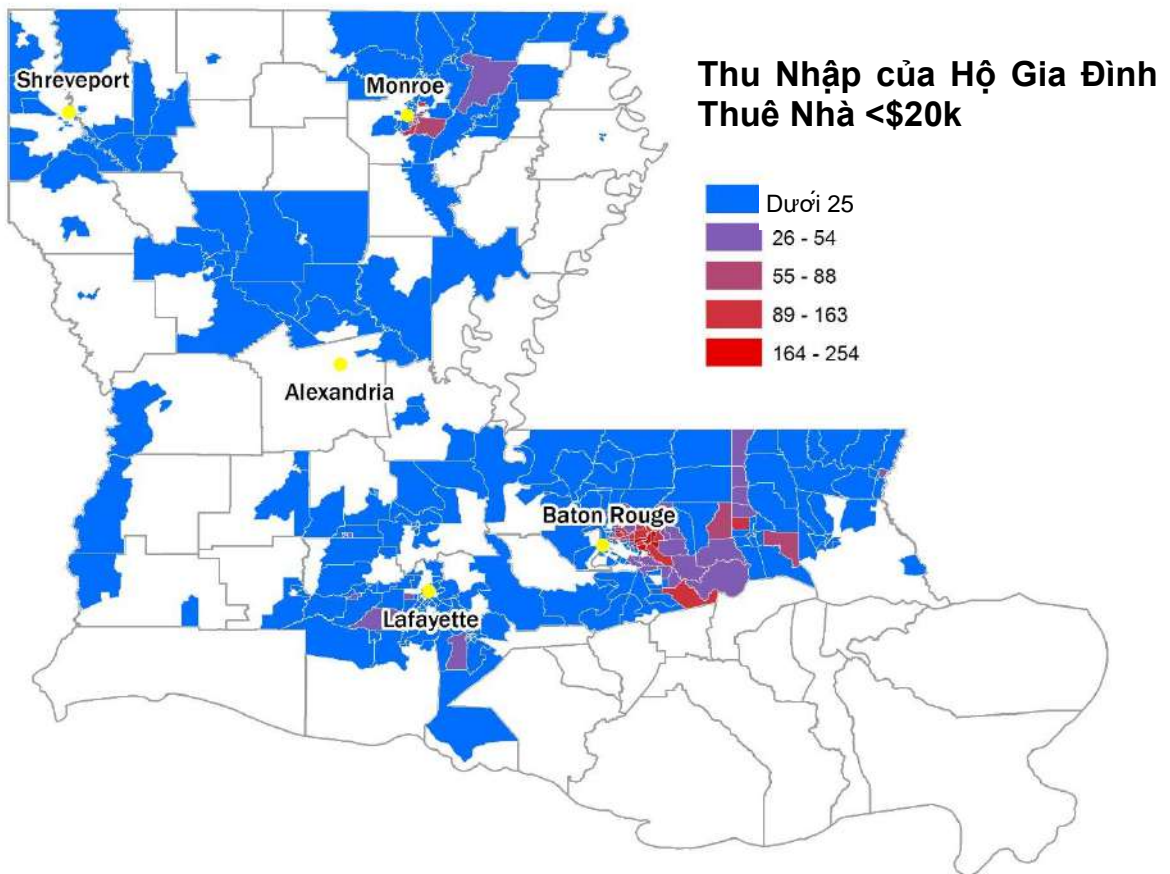 Thu Nhập của Hộ Gia Đình
Thuê Nhà <$20k
Shreveport
Monroe
Dưới 25
26 - 54
55 - 88
89 - 163
164 - 254
Alexandria
Baton Rouge
Lafayette